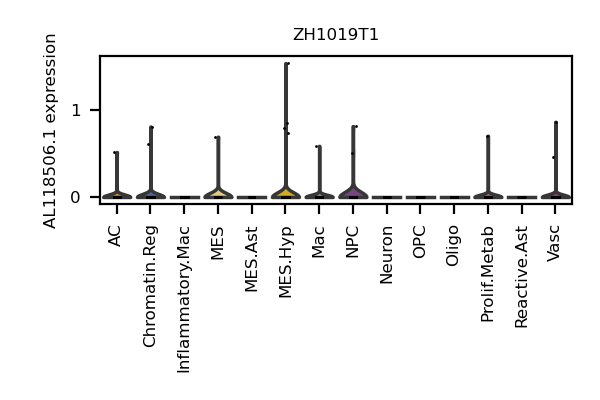 ZH1019T1
AL118506.1 expression
1
0
AC
Chromatin.Reg
Inflammatory.Mac
MES
MES.Ast
MES.Hyp
Mac
NPC
Neuron
OPC
Oligo
Prolif.Metab
Reactive.Ast
Vasc